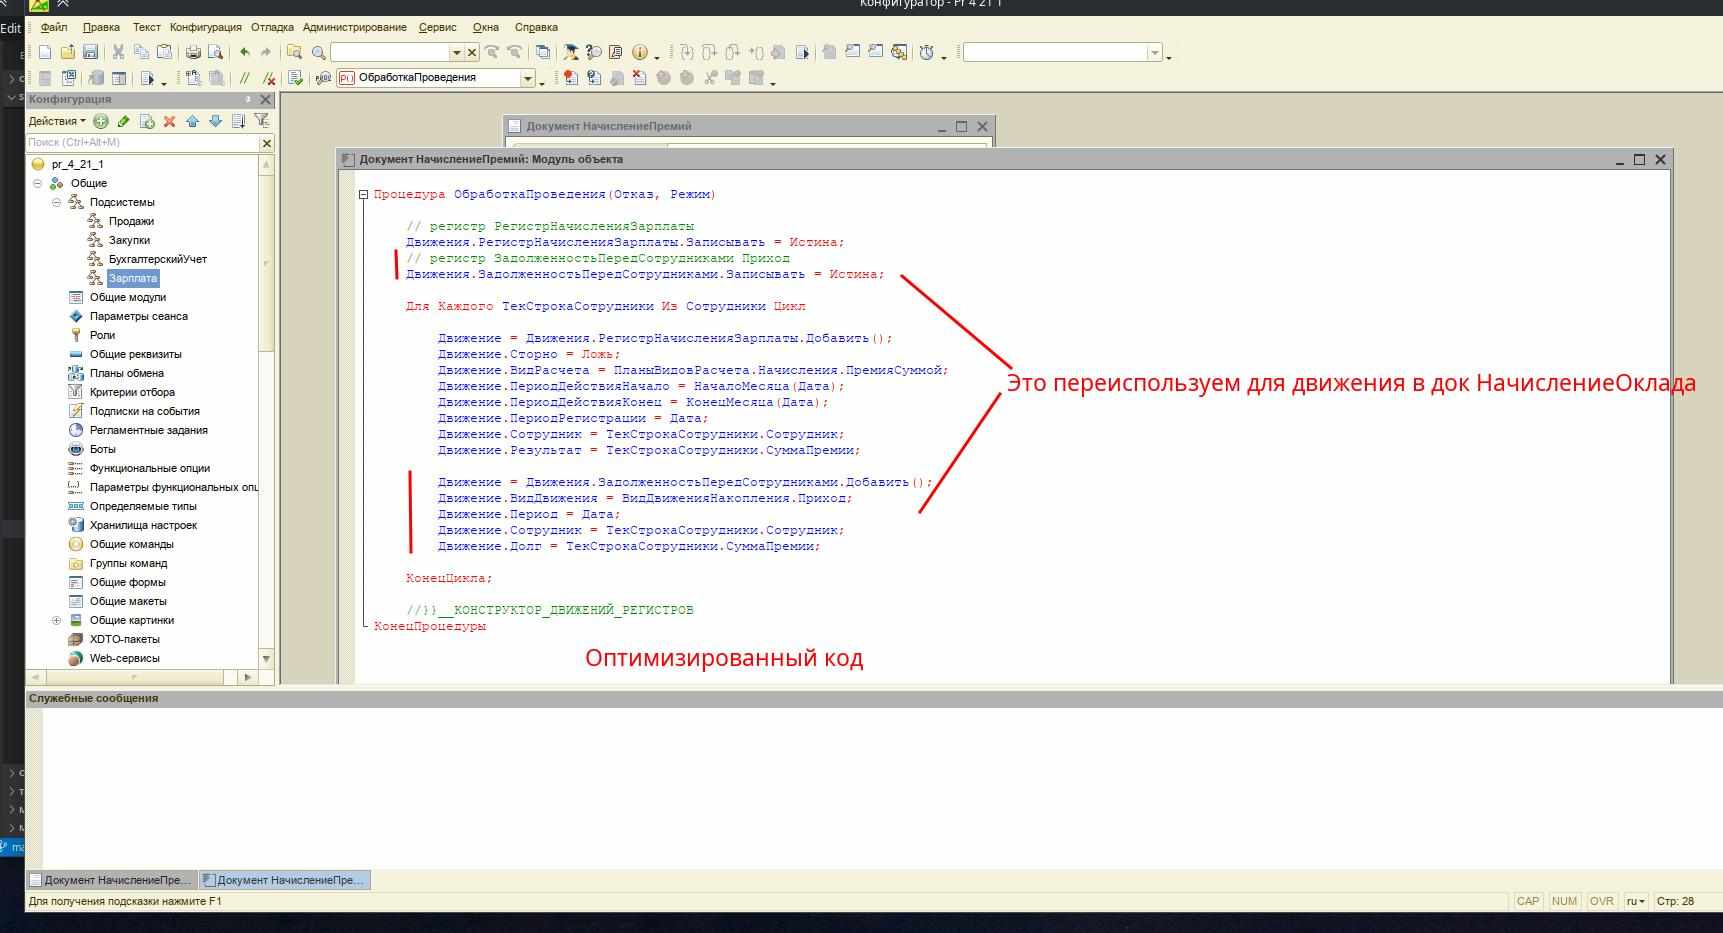 Конфигуратор - Pr 4 21 1
Edit
Файл Правка Текст Конфигурация Отладка Администрирование Сервис Окна Справка
ОбработкаПроведения
Конфигурация
Действия
Поиск (Ctrl+Alt+M)
pr_4_21_1
Общие
Подсистемы
Продажи
Закупки
БухгалтерскийУчет
Зарплата
Общие модули
Параметры сеанса
Роли
Общие реквизиты
Планы обмена
Критерии отбора
Подписки на события
Регламентные задания
Боты
Функциональные опции
Параметры функциональных опц
Определяемые типы
Хранилища настроек
Общие команды
Группы команд
Общие формы
Общие макеты
Общие картинки
XDTO-пакеты
Web-сервисы
Документ НачислениеПремий
Документ НачислениеПремий: Модуль объекта
Процедура ОбработкаПроведения(Отказ, Режим)
// регистр РегистрНачисленияЗарплаты
Движения.РегистрНачисленияЗарплаты.Записывать = Истина;
// регистр ЗадолженностьПередСотрудниками Приход
Движения.ЗадолженностьПередСотрудниками.Записывать = Истина;
Для Каждого ТекСтрокаСотрудники Из Сотрудники Цикл
Движение = Движения.РегистрНачисленияЗарплаты.Добавить();
Движение.Сторно = Ложь;
Движение.ВидРасчета = ПланыВидовРасчета.Начисления.ПремияСуммой;
Движение.ПериодДействияНачало = НачалоМесяца(Дата);
Движение.ПериодДействияКонец = КонецМесяца(Дата);
Движение.ПериодРегистрации = Дата;
Движение.Сотрудник = ТекСтрокаСотрудники.Сотрудник;
Движение.Результат = ТекСтрокаСотрудники.СуммаПремии;
Движение = Движения.ЗадолженностьПередСотрудниками.Добавить();
Движение.ВидДвижения = ВидДвиженияНакопления.Приход;
Движение.Период = Дата;
Движение.Сотрудник = ТекСтрокаСотрудники.Сотрудник;
Движение.Долг = ТекСтрокаСотрудники.СуммаПремии;
КонецЦикла;
//}}__КОНСТРУКТОР_ДВИЖЕНИЙ_РЕГИСТРОВ
КонецПроцедуры
Это переиспользуем для движения в док НачислениеОклада
Оптимизированный код
Служебные сообщения
Документ НачислениеПре...
Документ НачислениеПре...
Для получения подсказки нажмите F1
CAP NUM OVR ru Стр: 28